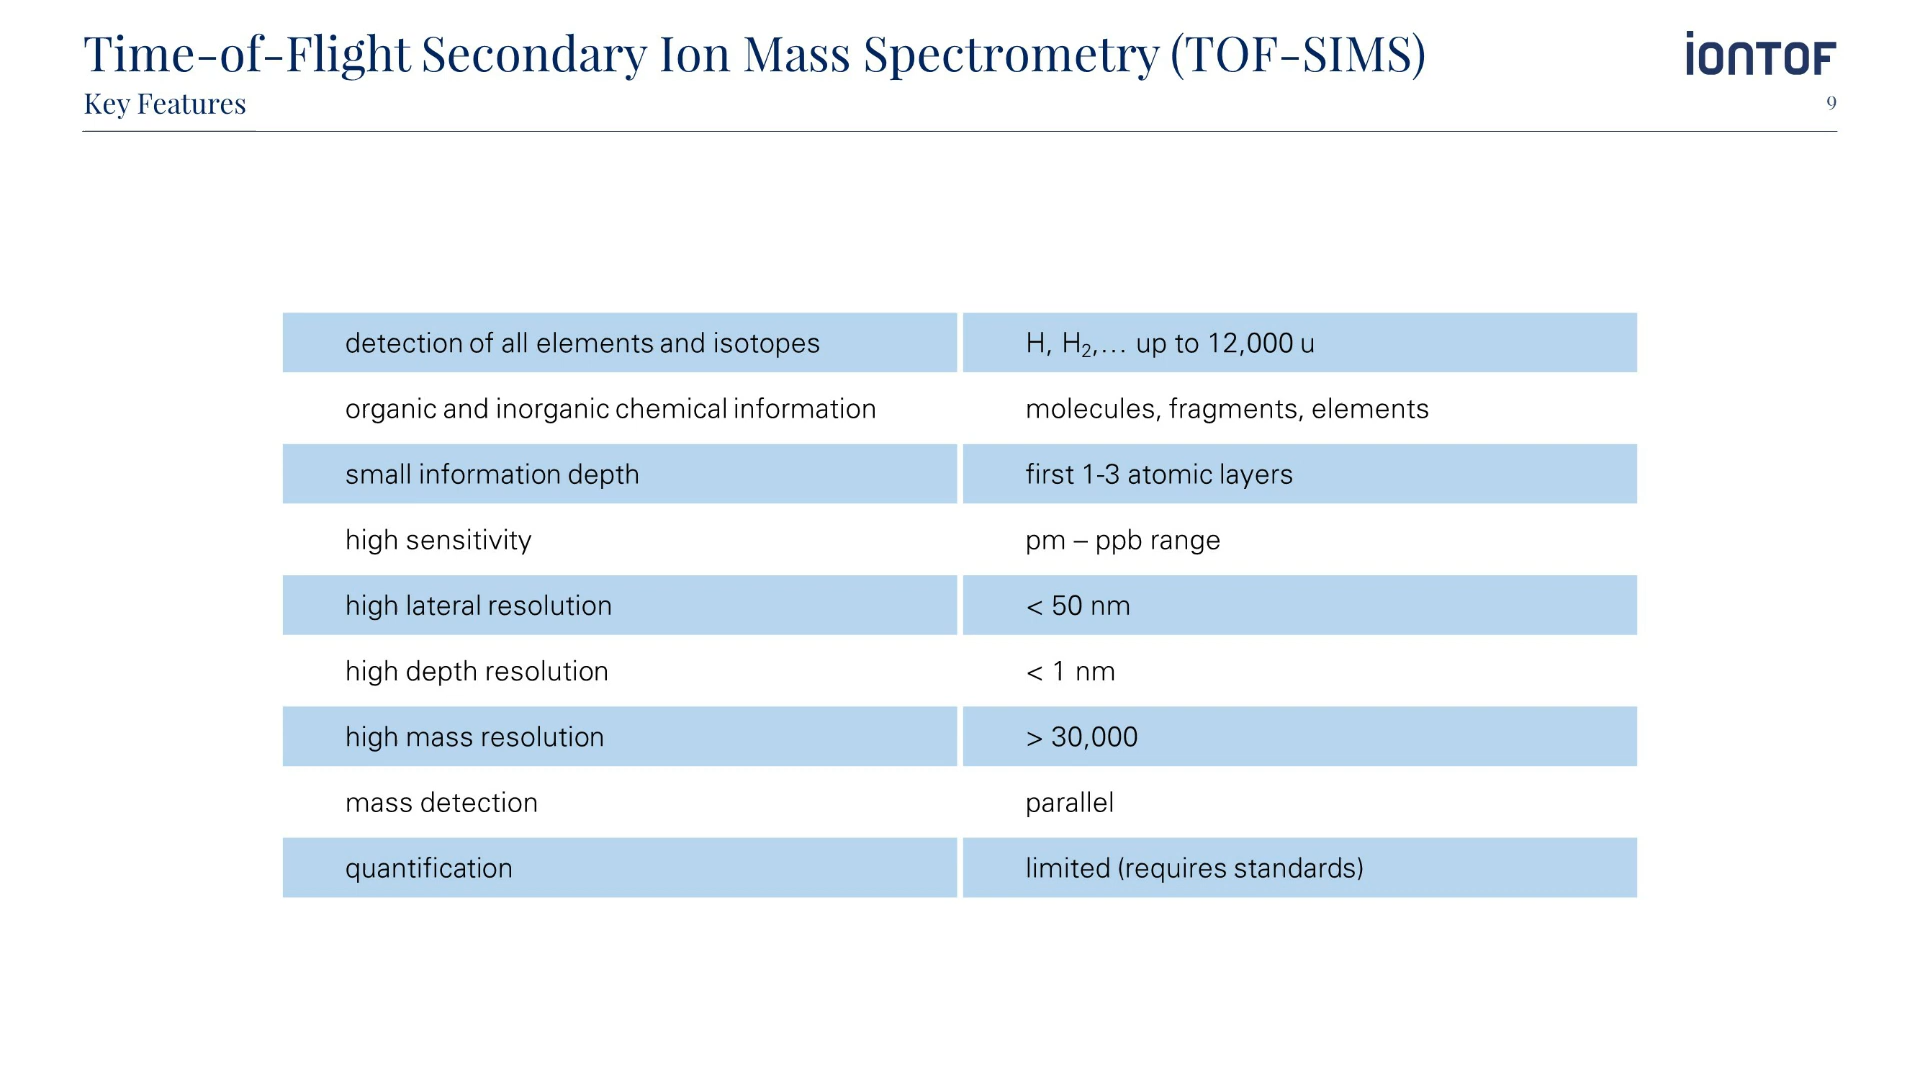 Time-of-Flight Secondary Ion Mass Spectrometry (TOF-SIMS)
iontof
Key Features
9
detection of all elements and isotopes H, H₂,… up to 12,000 u
organic and inorganic chemical information molecules, fragments, elements
small information depth first 1-3 atomic layers
high sensitivity pm – ppb range
high lateral resolution < 50 nm
high depth resolution < 1 nm
high mass resolution > 30,000
mass detection parallel
quantification limited (requires standards)